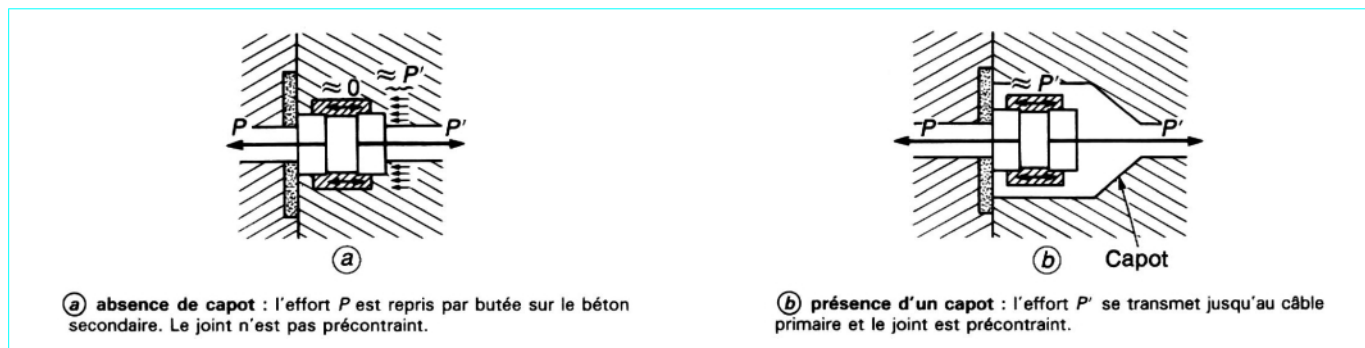 ≈ P'
≈ 0
P
P'
a
≈ P'
P
P'
b
Capot
a absence de capot : l'effort P est repris par butée sur le béton
secondaire. Le joint n'est pas précontraint.
b présence d'un capot : l'effort P' se transmet jusqu'au câble
primaire et le joint est précontraint.